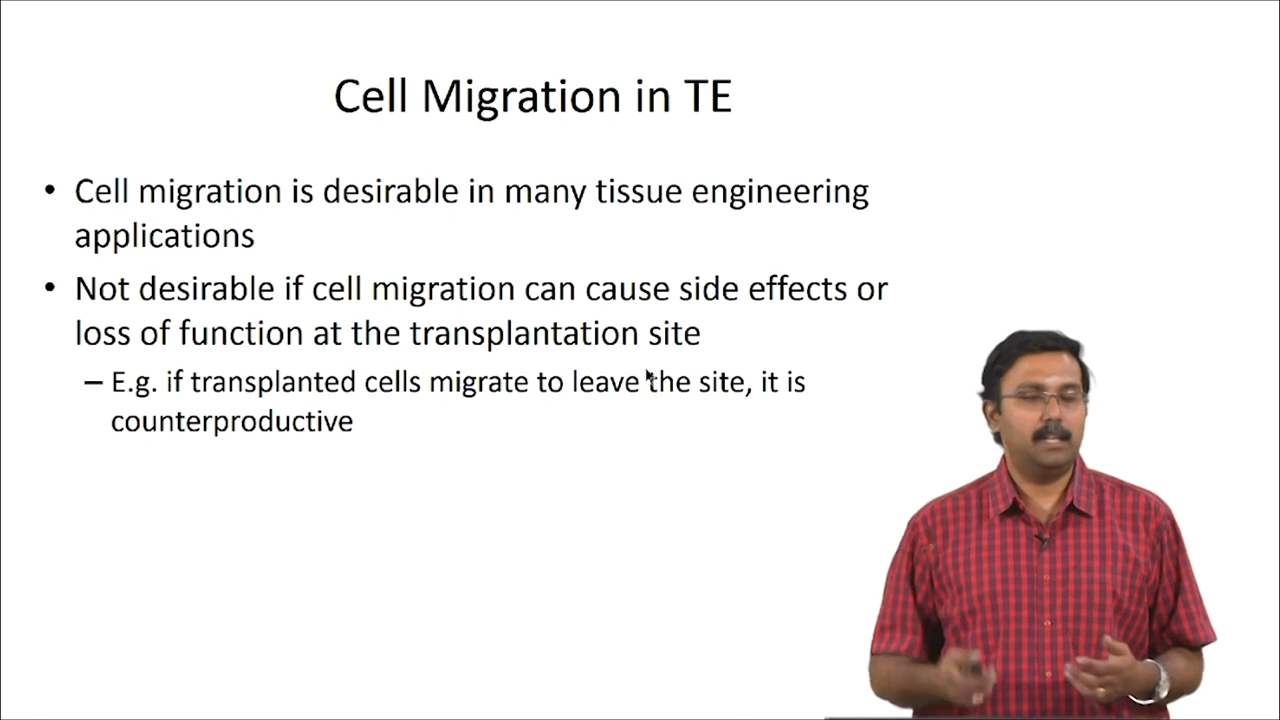 Cell Migration in TE
• Cell migration is desirable in many tissue engineering
applications
• Not desirable if cell migration can cause side effects or
loss of function at the transplantation site
– E.g. if transplanted cells migrate to leave the site, it is
counterproductive